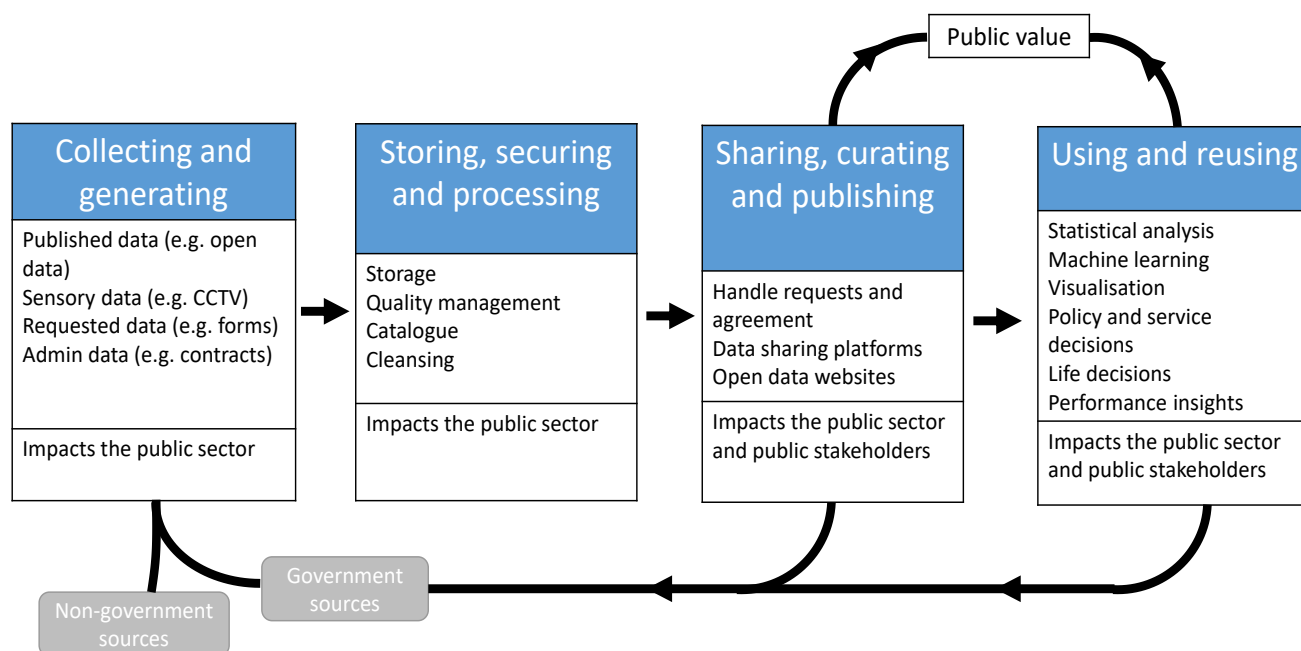 Public value
Collecting and
generating
Published data (e.g. open
data)
Sensory data (e.g. CCTV)
Requested data (e.g. forms)
Admin data (e.g. contracts)
Impacts the public sector
Storing, securing
and processing
Storage
Quality management
Catalogue
Cleansing
Impacts the public sector
Sharing, curating
and publishing
Handle requests and
agreement
Data sharing platforms
Open data websites
Impacts the public sector
and public stakeholders
Using and reusing
Statistical analysis
Machine learning
Visualisation
Policy and service
decisions
Life decisions
Performance insights
Impacts the public sector
and public stakeholders
Government
sources
Non-government
sources